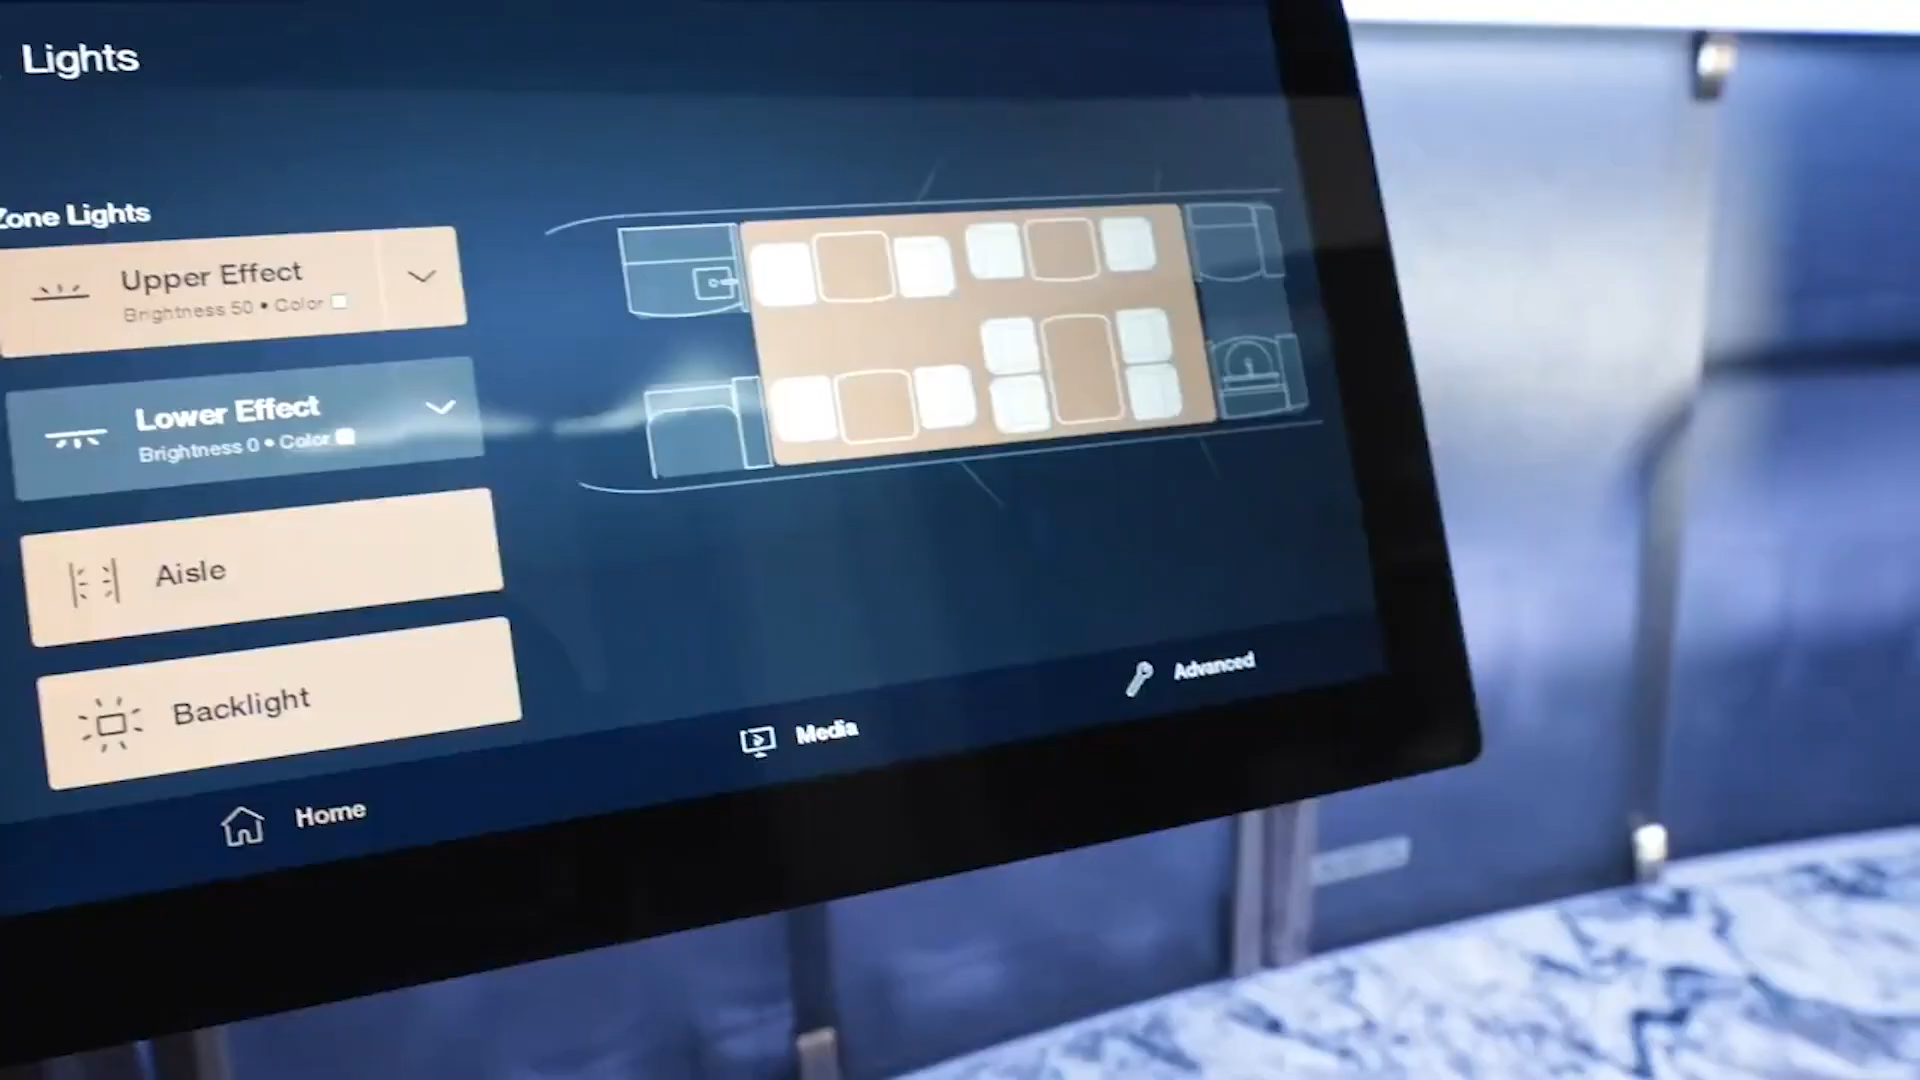 Lights
Zone Lights
Upper Effect
Brightness 50 • Color
Lower Effect
Brightness 0 • Color
Aisle
Backlight
Home
Media
Advanced